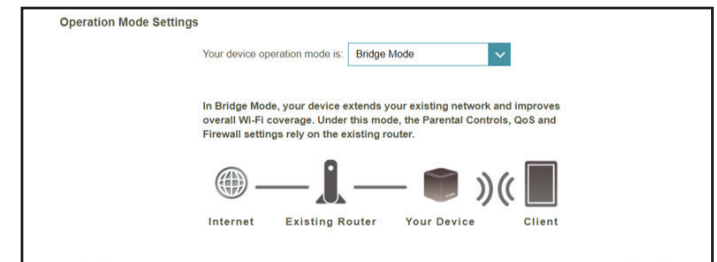 Operation Mode Settings
Your device operation mode is: Bridge Mode
In Bridge Mode, your device extends your existing network and improves
overall Wi-Fi coverage. Under this mode, the Parental Controls, QoS and
Firewall settings rely on the existing router.
Internet Existing Router Your Device Client